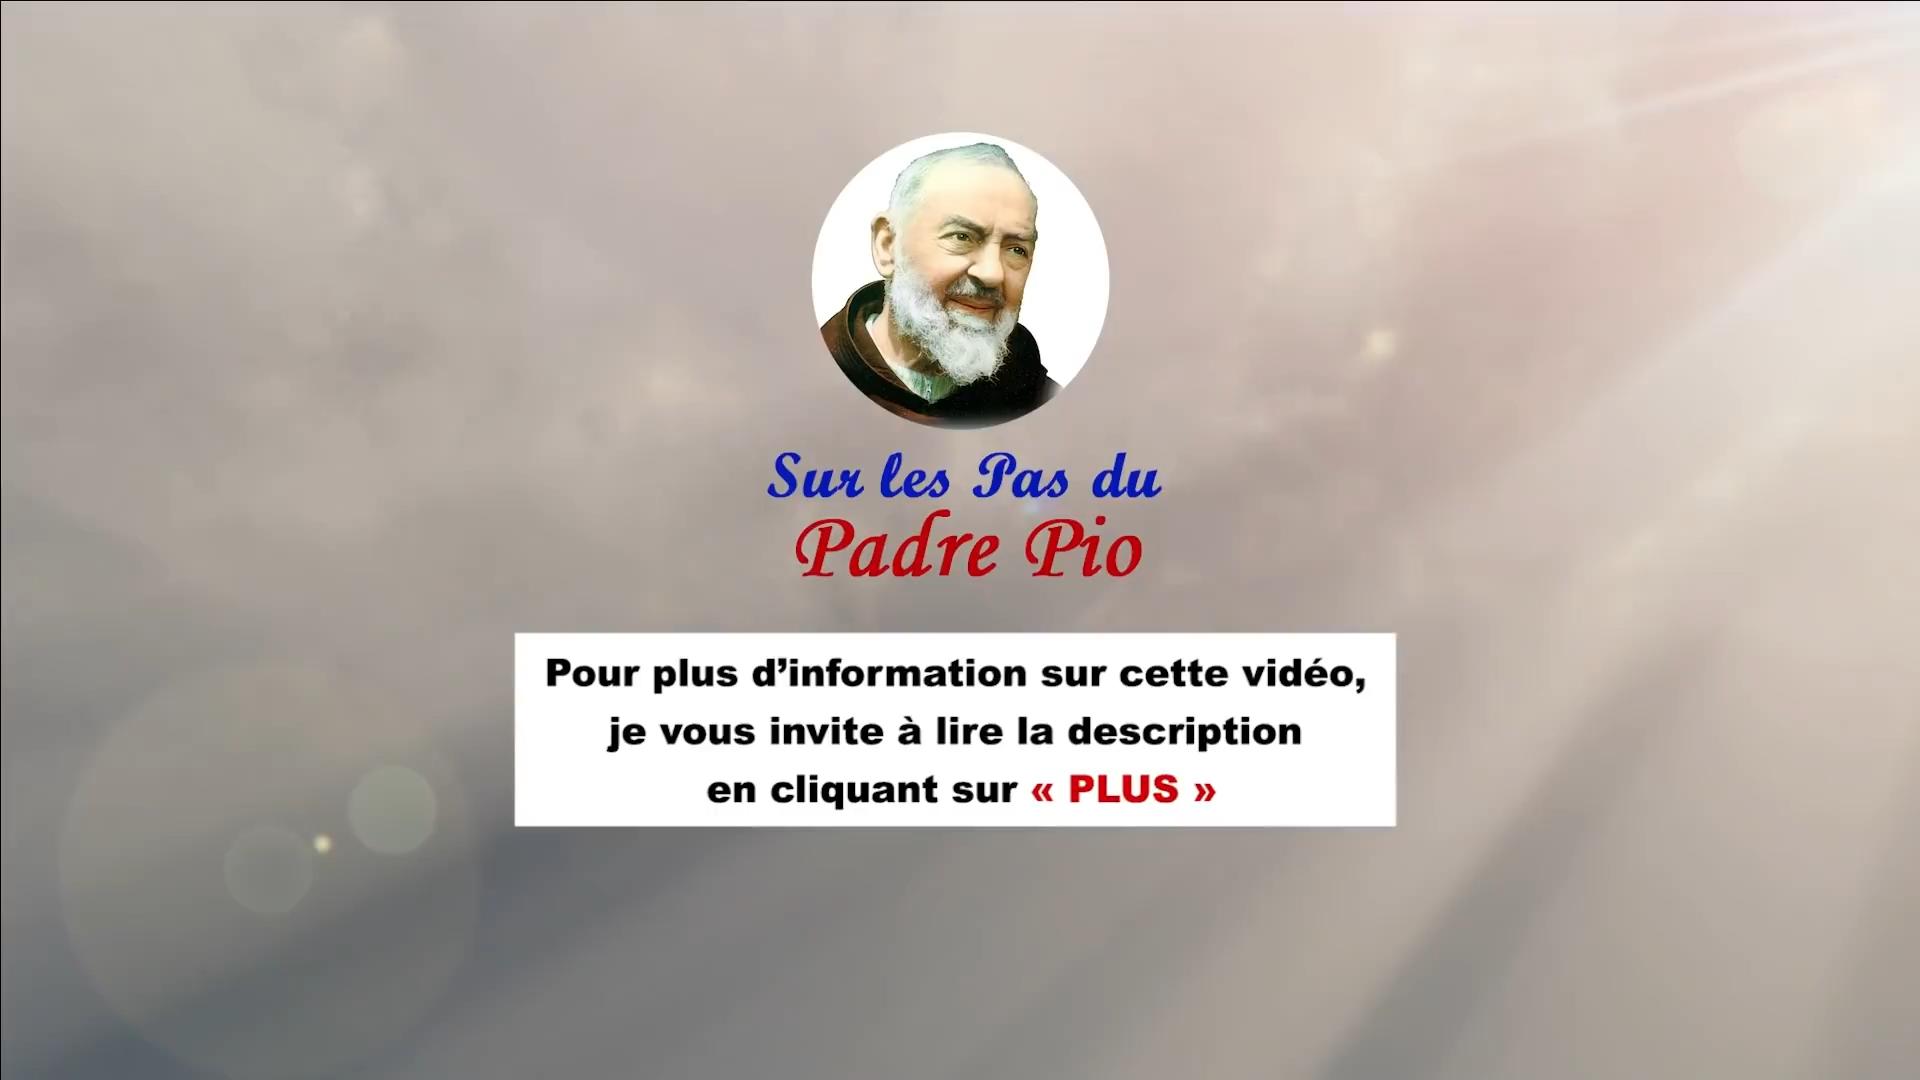 Sur les Pas du
Padre Pio
Pour plus d’information sur cette vidéo,
je vous invite à lire la description
en cliquant sur « PLUS »